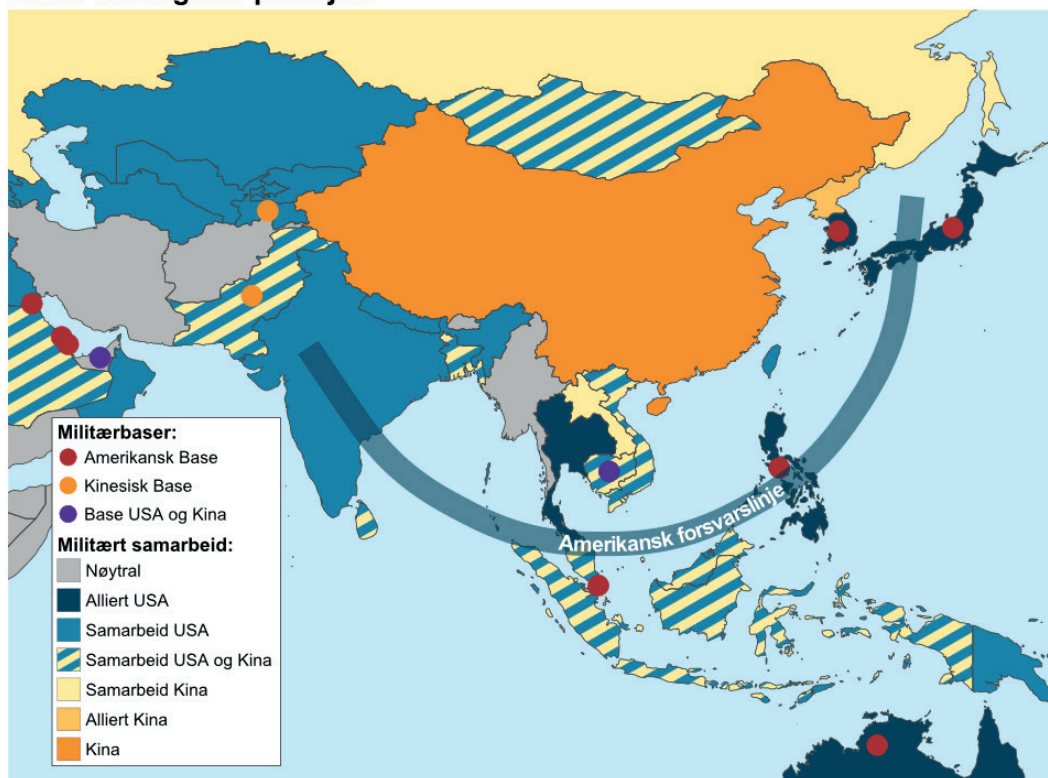 Militærbaser:
Amerikansk Base
Kinesisk Base
Base USA og Kina
Militært samarbeid:
Nøytral
Alliert USA
Samarbeid USA
Samarbeid USA og Kina
Samarbeid Kina
Alliert Kina
Kina
Amerikansk forsvarslinje